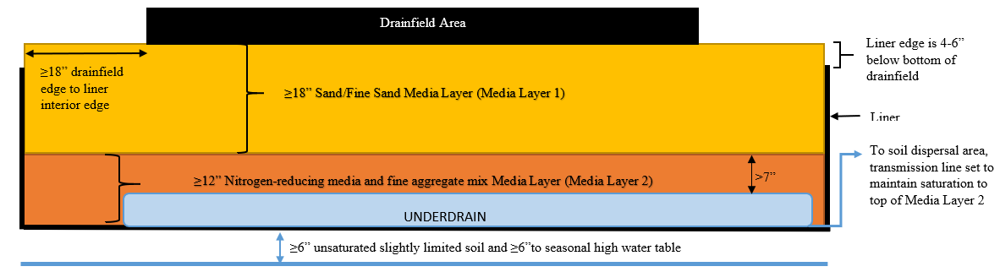 Drainfield Area
Liner edge is 4-6”
below bottom of
drainfield
≥18” drainfield
edge to liner
interior edge
≥18” Sand/Fine Sand Media Layer (Media Layer 1)
Liner
To soil dispersal area,
transmission line set to
maintain saturation to
top of Media Layer 2
≥12” Nitrogen-reducing media and fine aggregate mix Media Layer (Media Layer 2)
>7”
UNDERDRAIN
≥6” unsaturated slightly limited soil and ≥6”to seasonal high water table